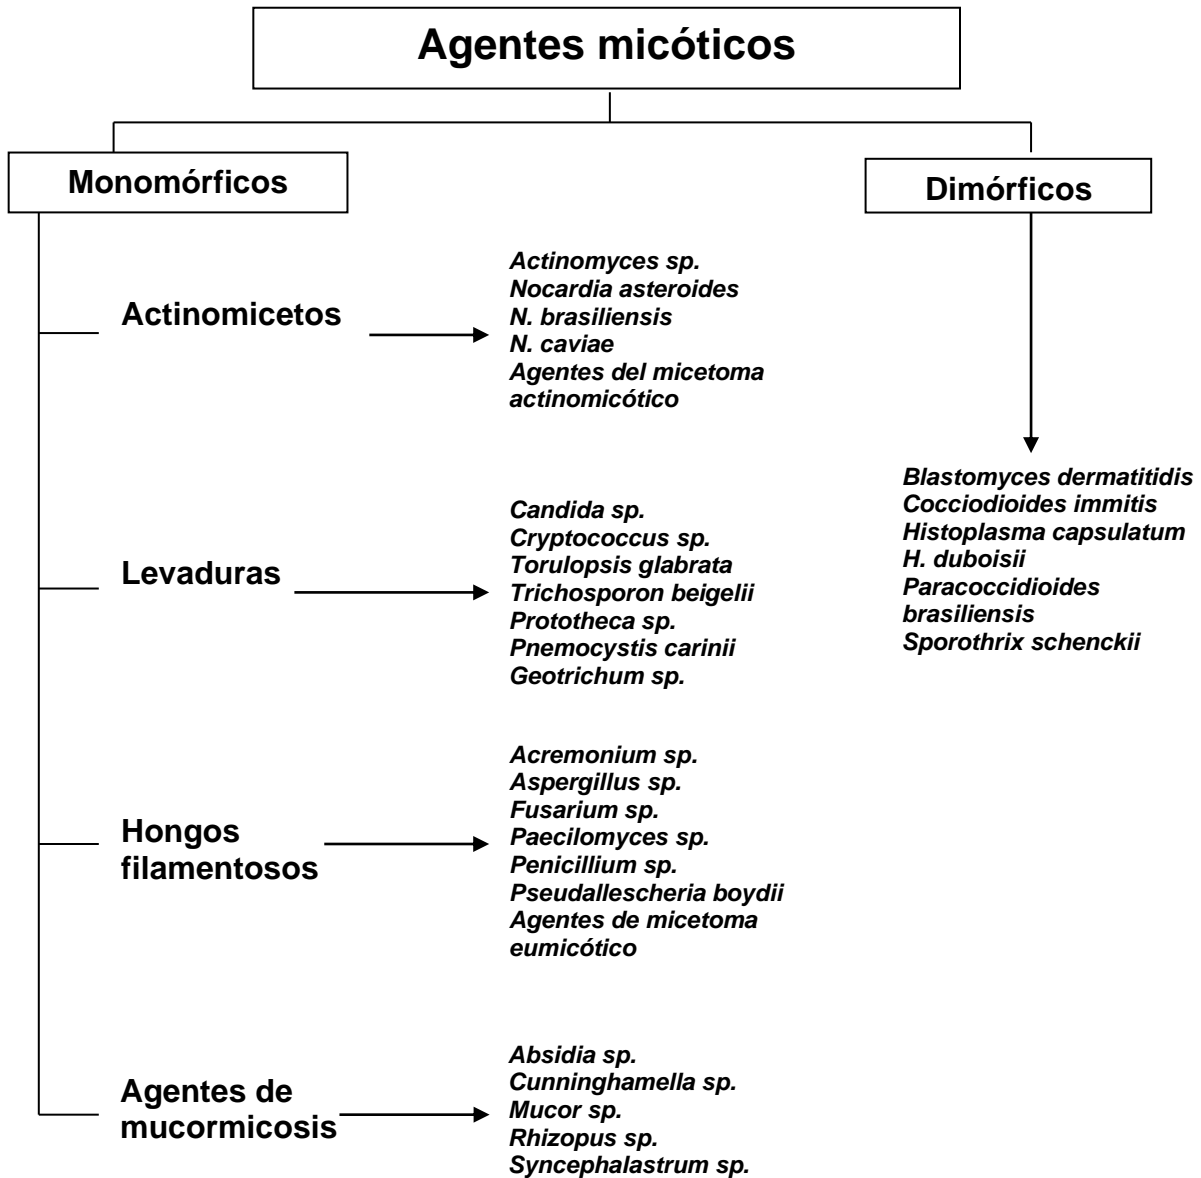 Agentes micóticos
Monomórficos
Dimórficos
Actinomicetos
Actinomyces sp.
Nocardia asteroides
N. brasiliensis
N. caviae
Agentes del micetoma
actinomicótico
Levaduras
Candida sp.
Cryptococcus sp.
Torulopsis glabrata
Trichosporon beigelii
Prototheca sp.
Pnemocystis carinii
Geotrichum sp.
Hongos
filamentosos
Acremonium sp.
Aspergillus sp.
Fusarium sp.
Paecilomyces sp.
Penicillium sp.
Pseudallescheria boydii
Agentes de micetoma
eumicótico
Agentes de
mucormicosis
Absidia sp.
Cunninghamella sp.
Mucor sp.
Rhizopus sp.
Syncephalastrum sp.
Blastomyces dermatitidis
Cocciodioides immitis
Histoplasma capsulatum
H. duboisii
Paracoccidioides
brasiliensis
Sporothrix schenckii